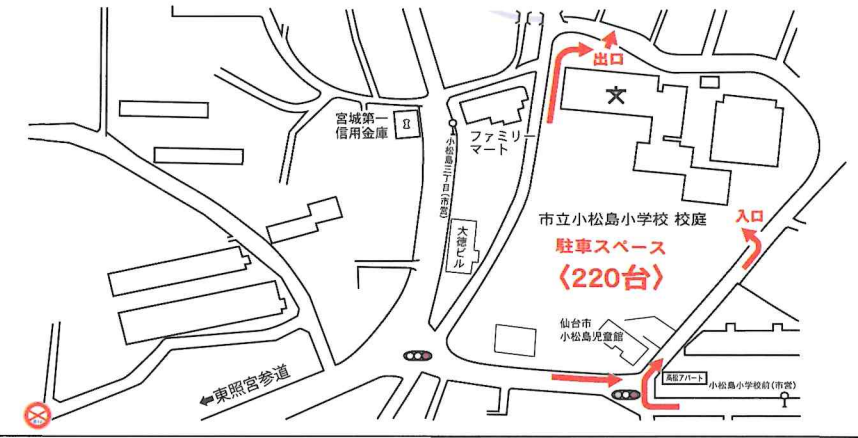 出口
文
宮城第一
信用金庫
ファミリー
マート
小松島三丁目(市営)
大徳ビル
市立小松島小学校 校庭
入口
駐車スペース
〈220台〉
仙台市
小松島児童館
高松アパート
小松島小学校前(市営)
←東照宮参道